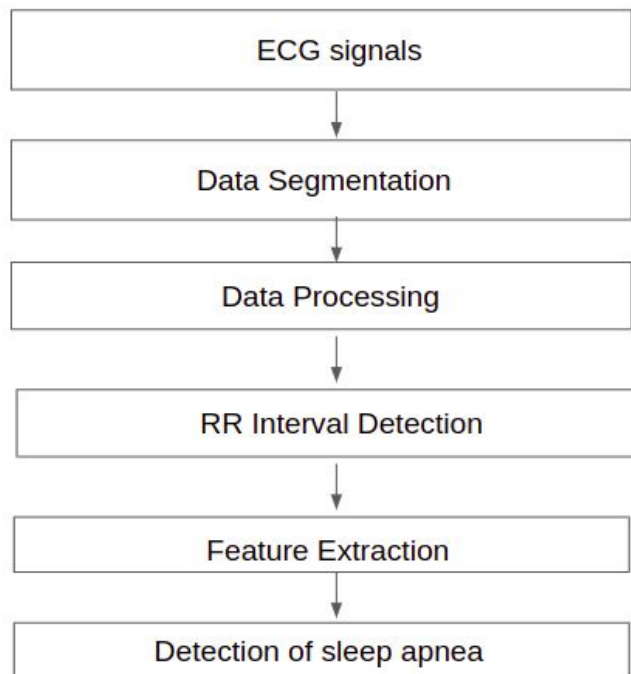 ECG signals
Data Segmentation
Data Processing
RR Interval Detection
Feature Extraction
Detection of sleep apnea